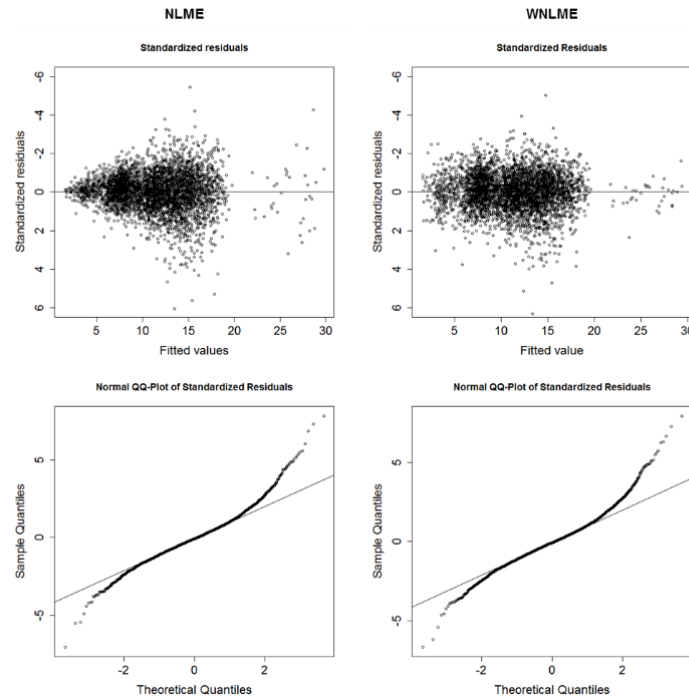 NLME
WNLME
Standardized residuals
Standardized Residuals
-6
-4
-2
0
2
4
6
Standardized residuals
5
10
15
20
25
30
Fitted values
-6
-4
-2
0
2
4
6
Standardized residuals
5
10
15
20
25
30
Fitted value
Normal QQ-Plot of Standardized Residuals
Normal QQ-Plot of Standardized Residuals
5
0
-5
Sample Quantiles
-2
0
2
Theoretical Quantiles
5
0
-5
Sample Quantiles
-2
0
2
Theoretical Quantiles